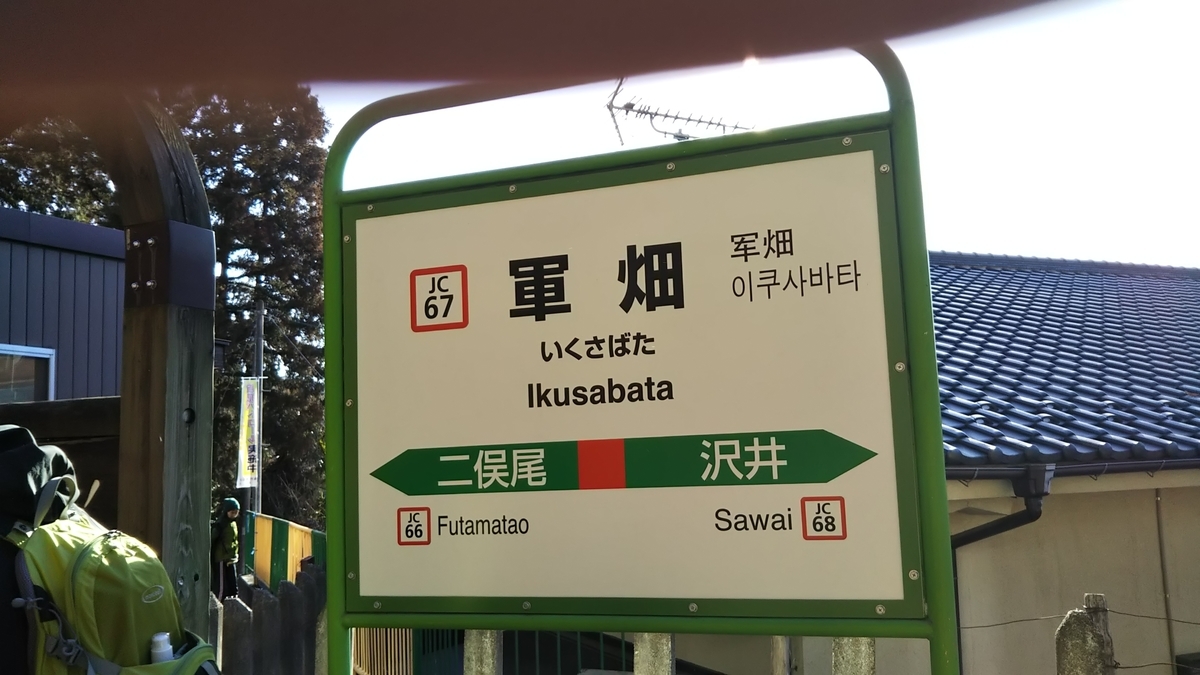 JC
67
軍畑
军畑
이쿠사바타
いくさばた
Ikusabata
二俣尾
沢井
JC
66
Futamatao
Sawai
JC
68